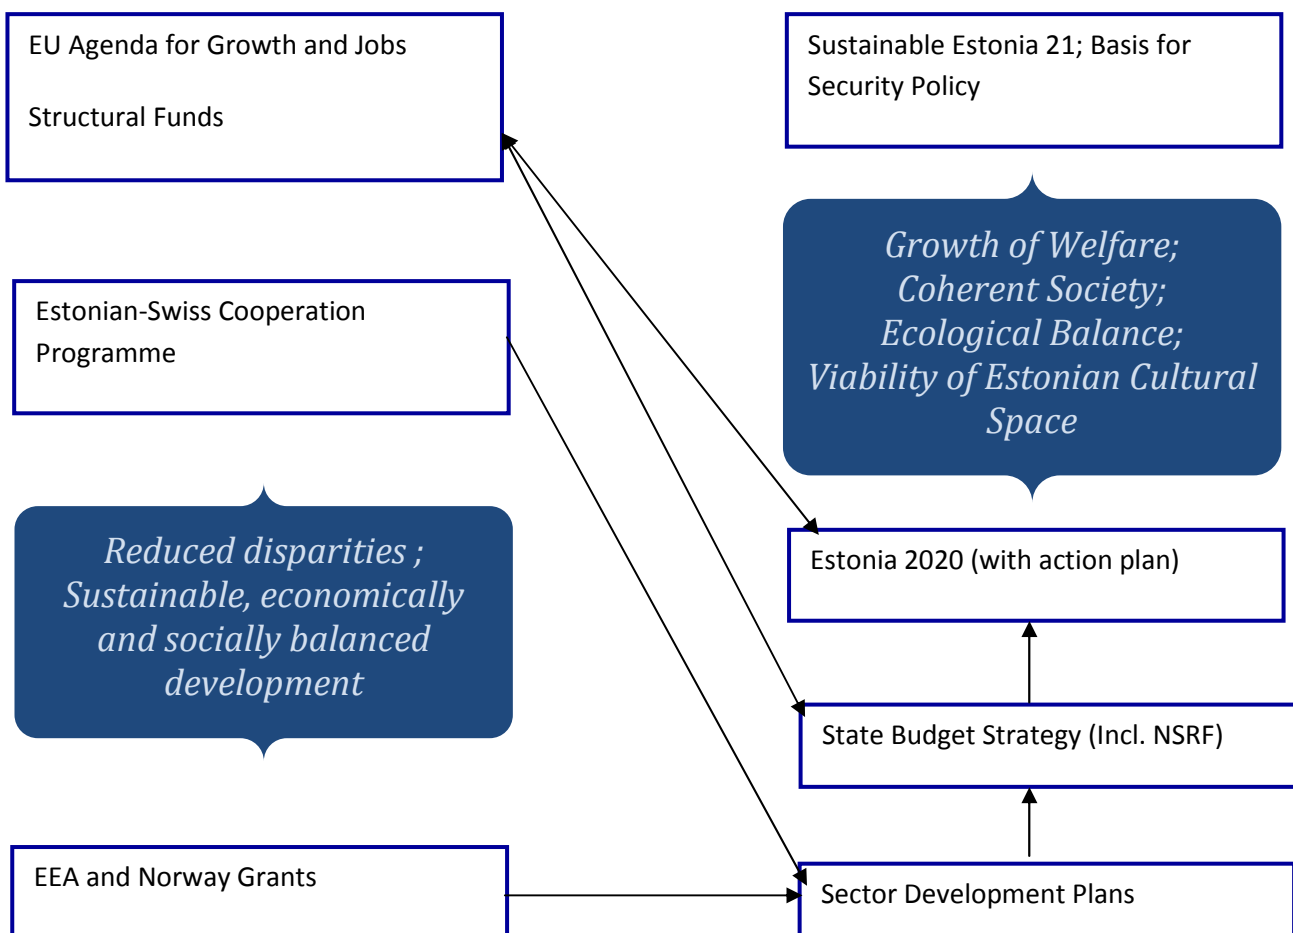 EU Agenda for Growth and Jobs
Structural Funds
Sustainable Estonia 21; Basis for
Security Policy
Growth of Welfare;
Coherent Society;
Ecological Balance;
Viability of Estonian Cultural
Space
Estonian-Swiss Cooperation
Programme
Reduced disparities ;
Sustainable, economically
and socially balanced
development
Estonia 2020 (with action plan)
State Budget Strategy (Incl. NSRF)
EEA and Norway Grants
Sector Development Plans